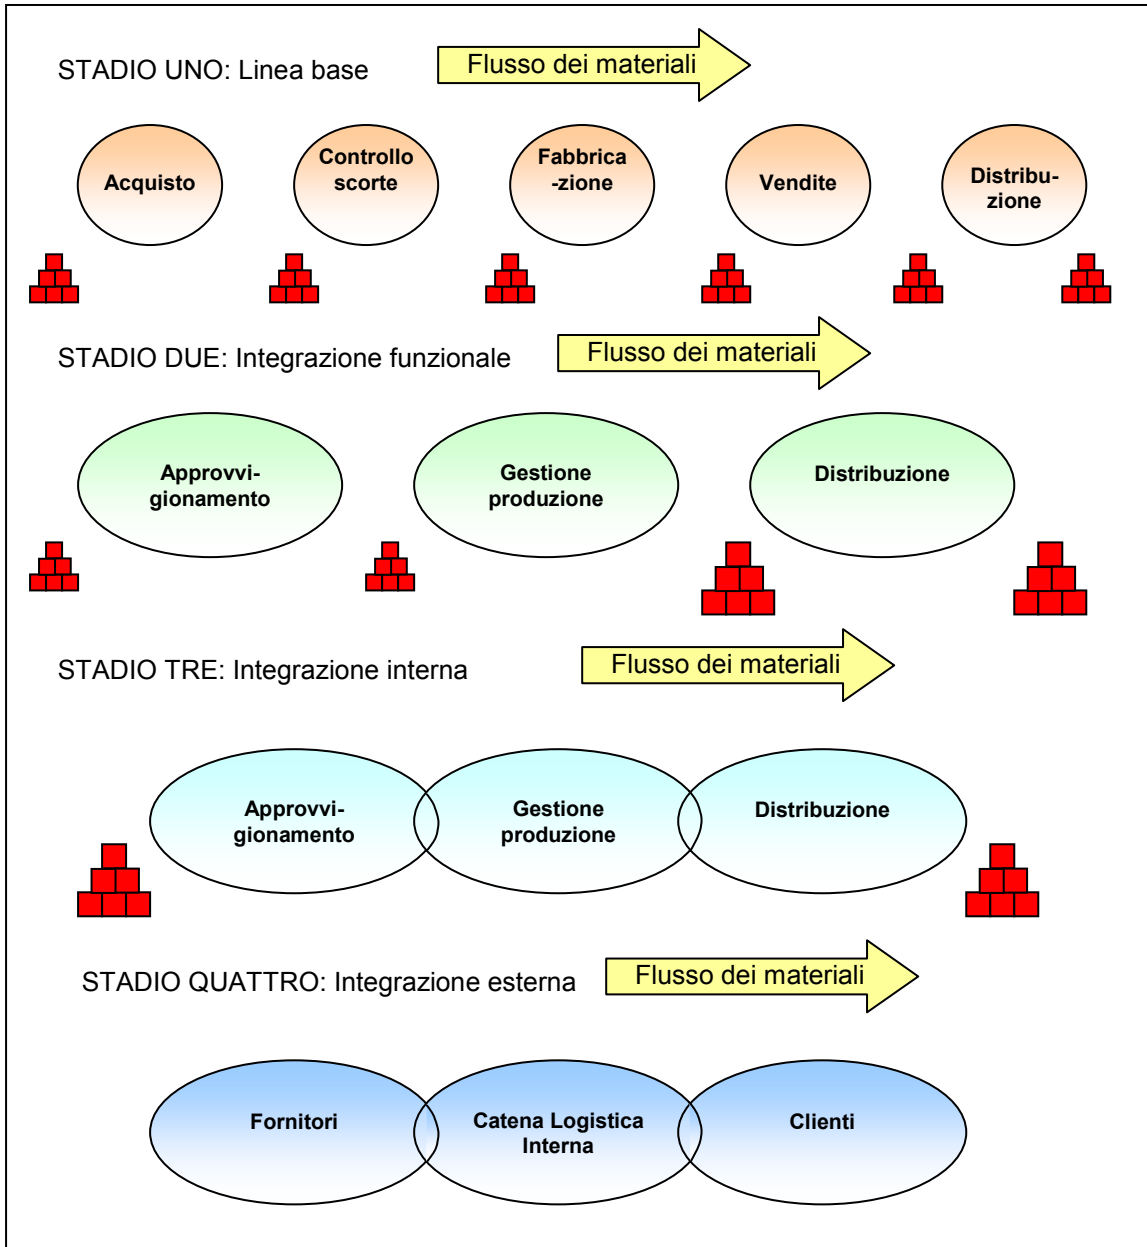 STADIO UNO: Linea base
Flusso dei materiali
Acquisto
Controllo
scorte
Fabbrica
-zione
Vendite
Distribu-
zione
STADIO DUE: Integrazione funzionale
Flusso dei materiali
Approvvi-
gionamento
Gestione
produzione
Distribuzione
STADIO TRE: Integrazione interna
Flusso dei materiali
Approvvi-
gionamento
Gestione
produzione
Distribuzione
STADIO QUATTRO: Integrazione esterna
Flusso dei materiali
Fornitori
Catena Logistica
Interna
Clienti